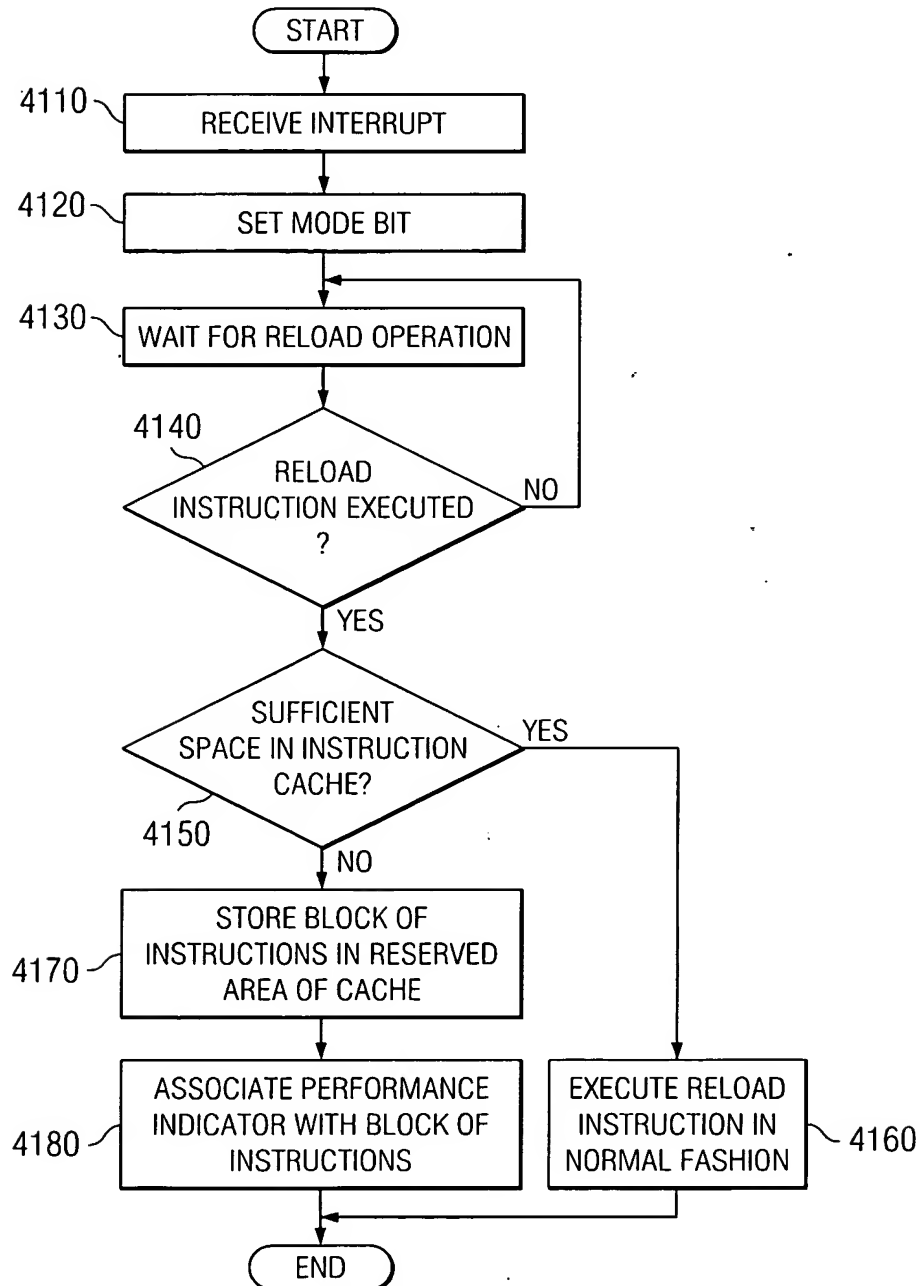 START
4110
RECEIVE INTERRUPT
4120
SET MODE BIT
4130
WAIT FOR RELOAD OPERATION
4140
RELOAD
INSTRUCTION EXECUTED
?
NO
YES
SUFFICIENT
SPACE IN INSTRUCTION
CACHE?
YES
4150
NO
STORE BLOCK OF
INSTRUCTIONS IN RESERVED
AREA OF CACHE
4170
ASSOCIATE PERFORMANCE
INDICATOR WITH BLOCK OF
INSTRUCTIONS
4180
EXECUTE RELOAD
INSTRUCTION IN
NORMAL FASHION
4160
END